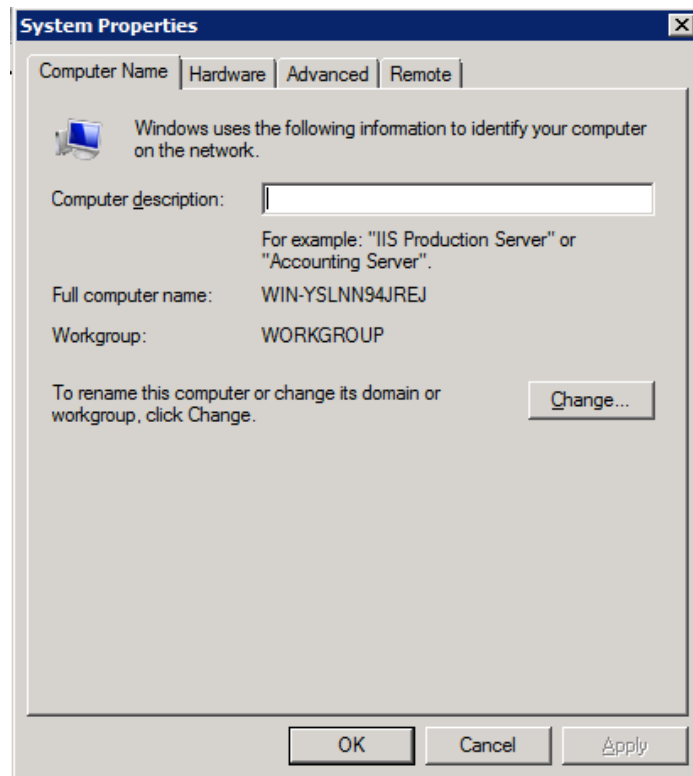 System Properties
Computer Name
Hardware
Advanced
Remote
Windows uses the following information to identify your computer
on the network.
Computer description:
For example: "IIS Production Server" or
"Accounting Server".
Full computer name:
WIN-YSLNN94JREJ
Workgroup:
WORKGROUP
To rename this computer or change its domain or
workgroup, click Change.
Change...
OK
Cancel
Apply